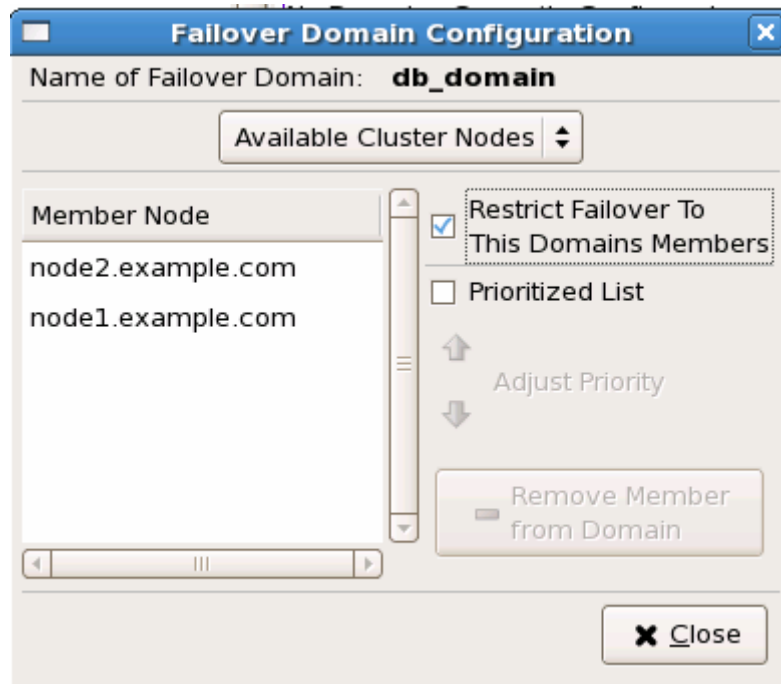 Failover Domain Configuration
Name of Failover Domain: db_domain
Available Cluster Nodes
Member Node
node2.example.com
node1.example.com
Restrict Failover To
This Domains Members
Prioritized List
Adjust Priority
Remove Member
from Domain
Close